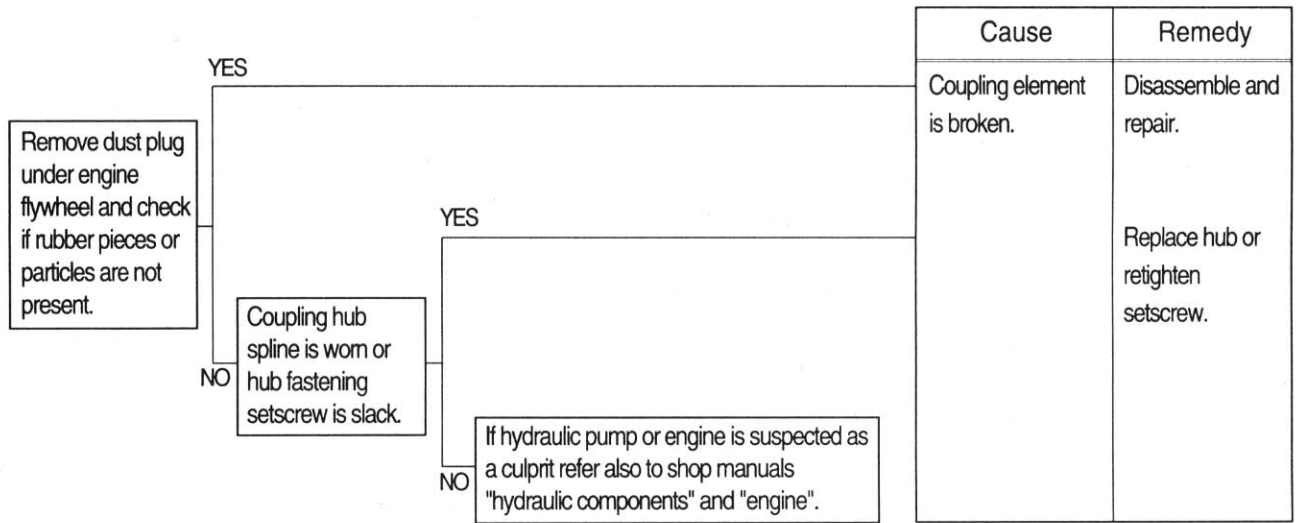 Cause
Remedy
YES
Coupling element
is broken.
Disassemble and
repair.
Remove dust plug
under engine
flywheel and check
if rubber pieces or
particles are not
present.
YES
Replace hub or
retighten
setscrew.
NO
Coupling hub
spline is worn or
hub fastening
setscrew is slack.
NO
If hydraulic pump or engine is suspected as
a culprit refer also to shop manuals
"hydraulic components" and "engine".